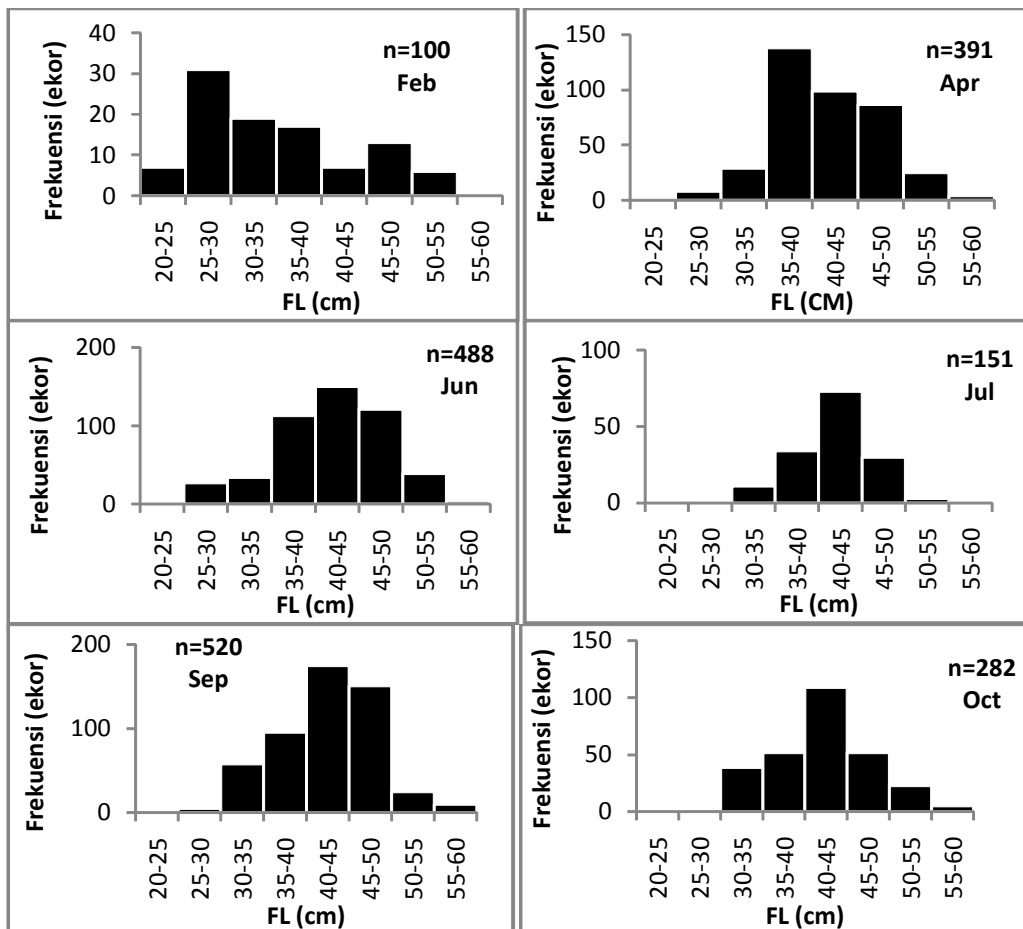 Frekuensi (ekor)
40
30
20
10
0
n=100
Feb
20-25
25-30
30-35
35-40
40-45
45-50
50-55
55-60
FL (cm)
Frekuensi (ekor)
150
100
50
0
n=391
Apr
20-25
25-30
30-35
35-40
40-45
45-50
50-55
55-60
FL (CM)
Frekuensi (ekor)
200
100
0
n=488
Jun
20-25
25-30
30-35
35-40
40-45
45-50
50-55
55-60
FL (cm)
Frekuensi (ekor)
100
50
0
n=151
Jul
20-25
25-30
30-35
35-40
40-45
45-50
50-55
55-60
FL (cm)
Frekuensi (ekor)
200
100
0
n=520
Sep
20-25
25-30
30-35
35-40
40-45
45-50
50-55
55-60
FL (cm)
Frekuensi (ekor)
150
100
50
0
n=282
Oct
20-25
25-30
30-35
35-40
40-45
45-50
50-55
55-60
FL (cm)